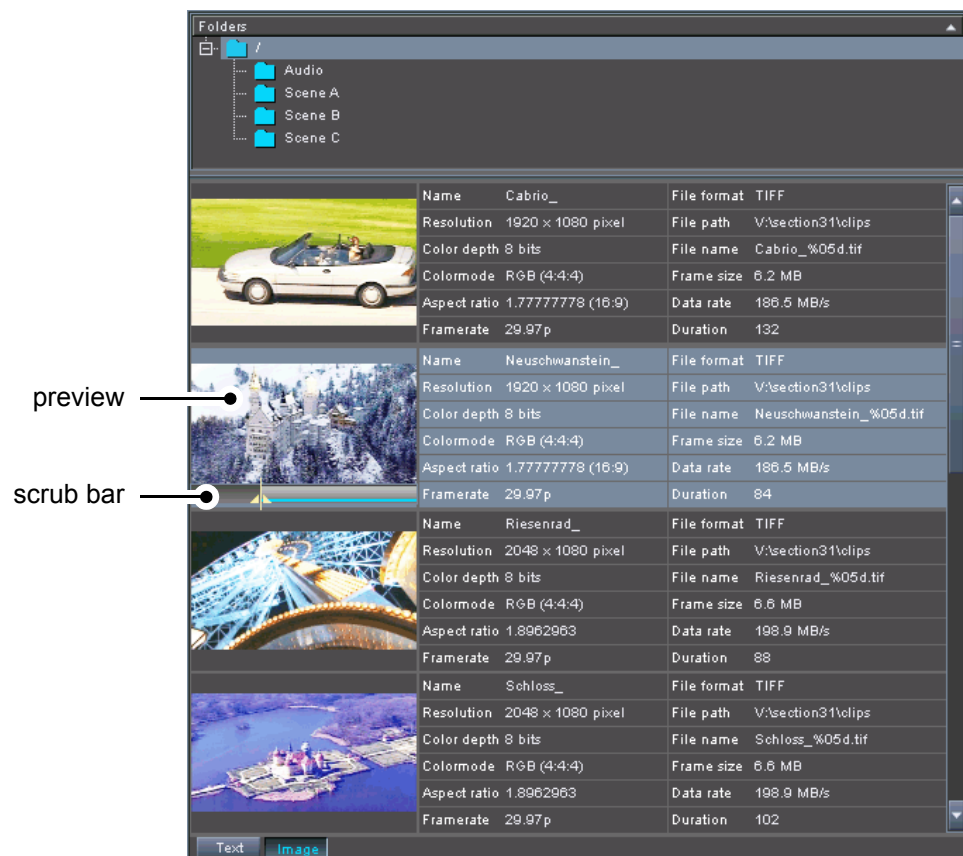 Folders
/
Audio
Scene A
Scene B
Scene C
Name Cabrio_ File format TIFF
Resolution 1920 x 1080 pixel File path V:\section31\clips
Color depth 8 bits File name Cabrio_%05d.tif
Colormode RGB (4:4:4) Frame size 6.2 MB
Aspect ratio 1.77777778 (16:9) Data rate 186.5 MB/s
Framerate 29.97p Duration 132
preview
scrub bar
Name Neuschwanstein_ File format TIFF
Resolution 1920 x 1080 pixel File path V:\section31\clips
Color depth 8 bits File name Neuschwanstein_%05d.tif
Colormode RGB (4:4:4) Frame size 6.2 MB
Aspect ratio 1.77777778 (16:9) Data rate 186.5 MB/s
Framerate 29.97p Duration 84
Name Riesenrad_ File format TIFF
Resolution 2048 x 1080 pixel File path V:\section31\clips
Color depth 8 bits File name Riesenrad_%05d.tif
Colormode RGB (4:4:4) Frame size 6.6 MB
Aspect ratio 1.8962963 Data rate 198.9 MB/s
Framerate 29.97p Duration 88
Name Schloss_ File format TIFF
Resolution 2048 x 1080 pixel File path V:\section31\clips
Color depth 8 bits File name Schloss_%05d.tif
Colormode RGB (4:4:4) Frame size 6.6 MB
Aspect ratio 1.8962963 Data rate 198.9 MB/s
Framerate 29.97p Duration 102
Text Image